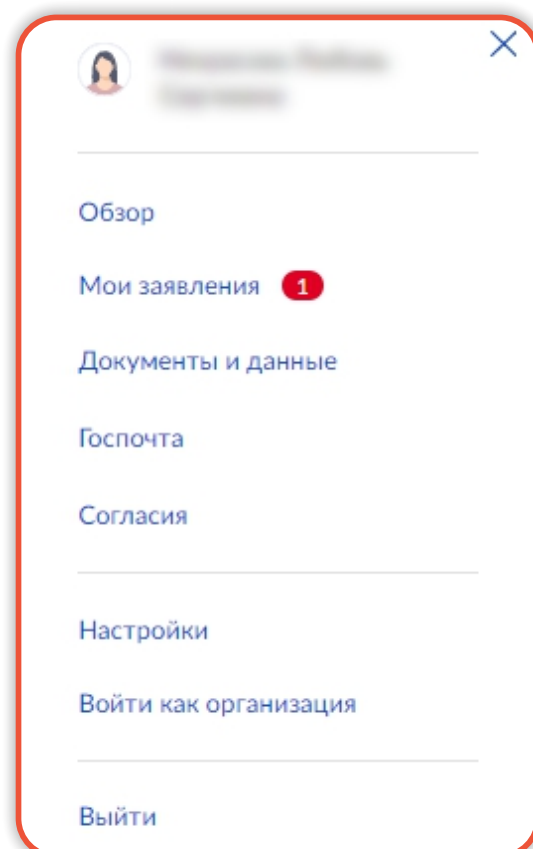 Обзор
Мои заявления 1
Документы и данные
Госпочта
Согласия
Настройки
Войти как организация
Выйти